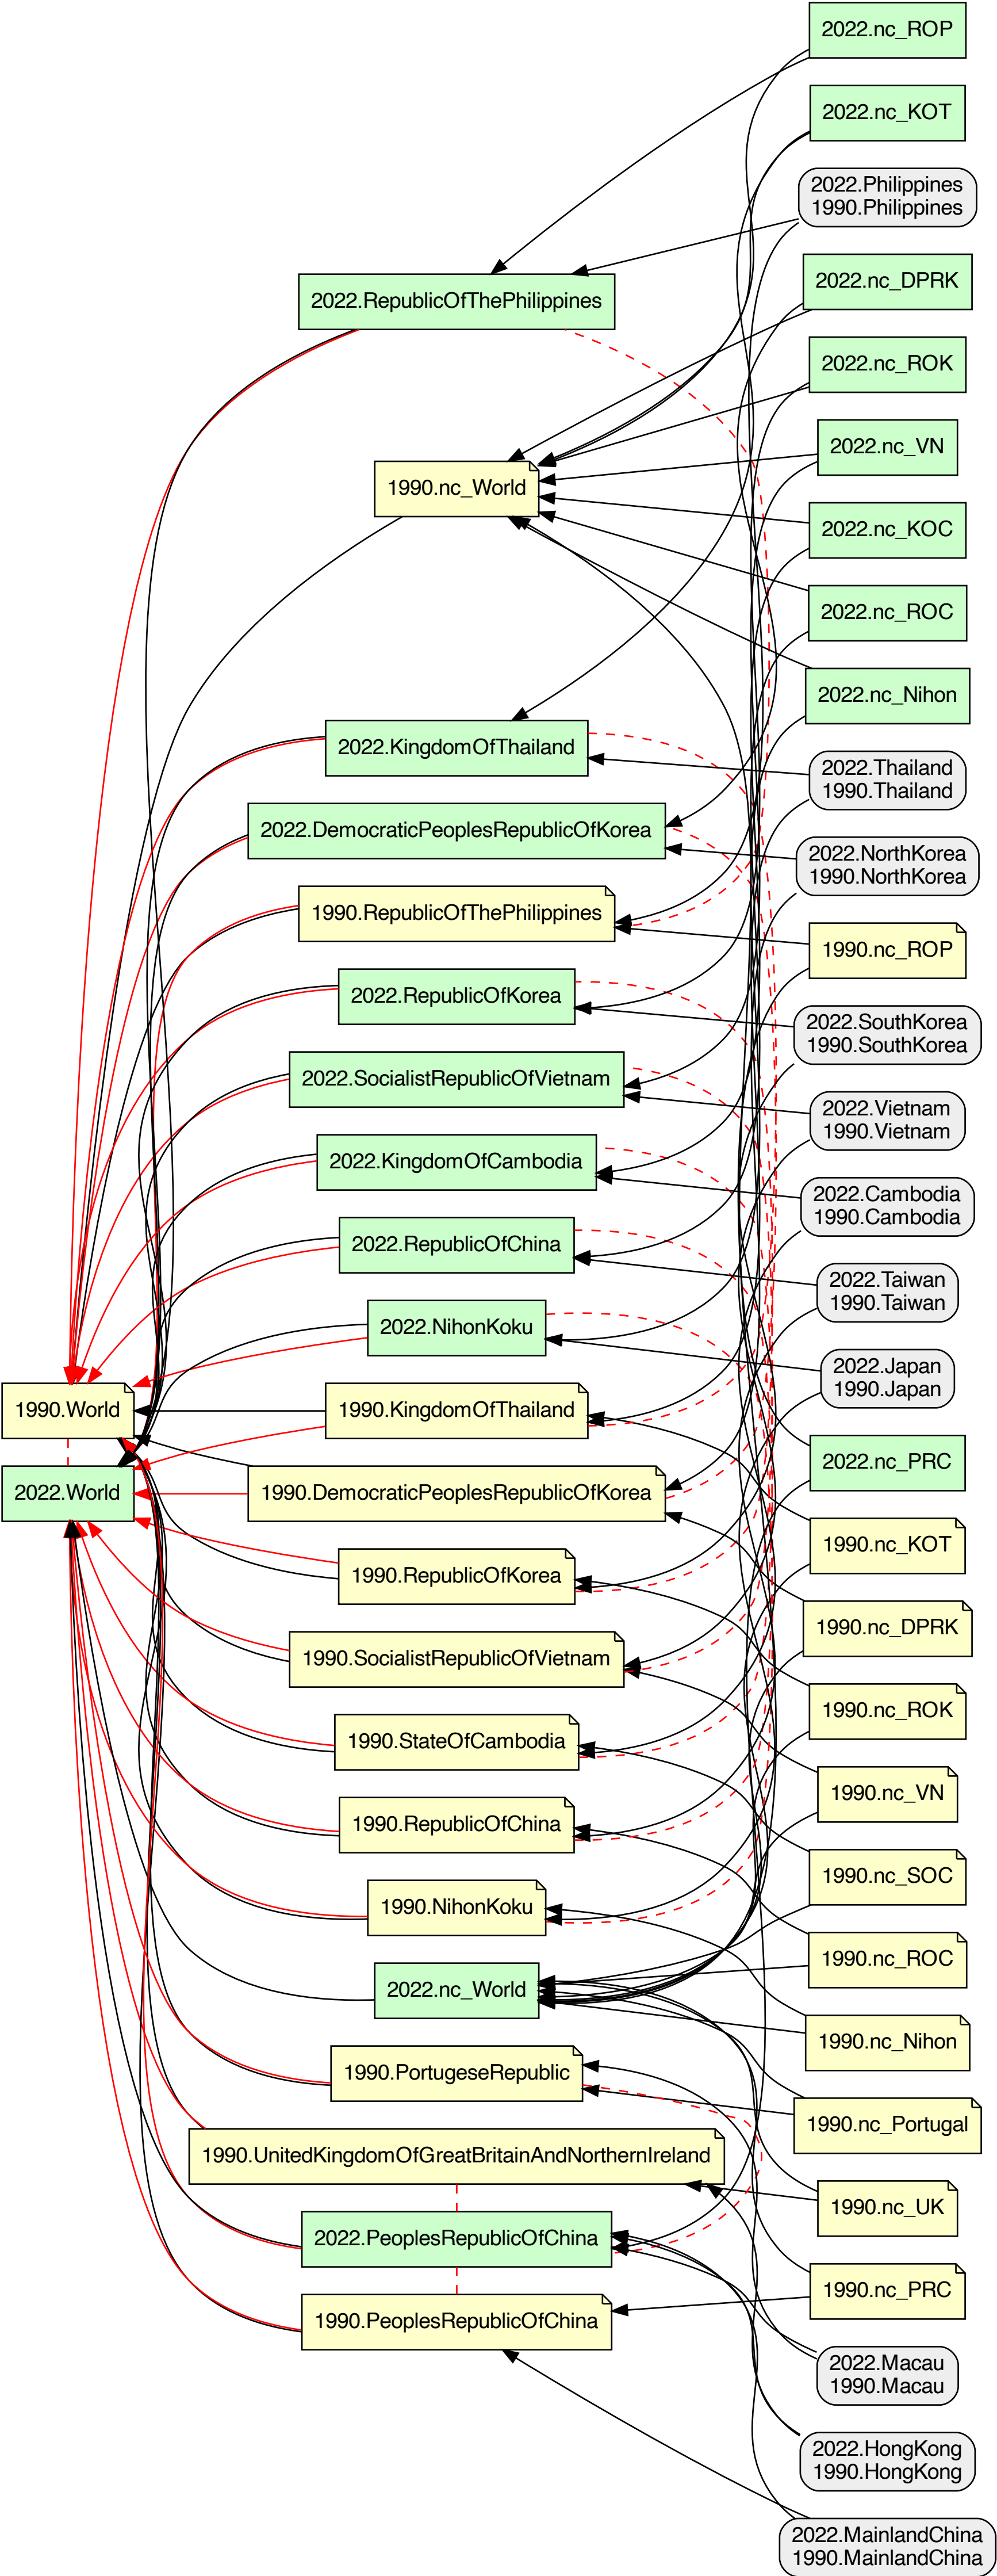 2022.nc_ROP
2022.nc_KOT
2022.Philippines
1990.Philippines
2022.nc_DPRK
2022.RepublicOfThePhilippines
2022.nc_ROK
2022.nc_VN
1990.nc_World
2022.nc_KOC
2022.nc_ROC
2022.nc_Nihon
2022.KingdomOfThailand
2022.Thailand
1990.Thailand
2022.DemocraticPeoplesRepublicOfKorea
2022.NorthKorea
1990.NorthKorea
1990.RepublicOfThePhilippines
1990.nc_ROP
2022.RepublicOfKorea
2022.SouthKorea
1990.SouthKorea
2022.SocialistRepublicOfVietnam
2022.Vietnam
1990.Vietnam
2022.KingdomOfCambodia
2022.Cambodia
1990.Cambodia
2022.RepublicOfChina
2022.Taiwan
1990.Taiwan
2022.NihonKoku
2022.Japan
1990.Japan
1990.World
1990.KingdomOfThailand
2022.nc_PRC
2022.World
1990.DemocraticPeoplesRepublicOfKorea
1990.nc_KOT
1990.RepublicOfKorea
1990.nc_DPRK
1990.SocialistRepublicOfVietnam
1990.nc_ROK
1990.StateOfCambodia
1990.nc_VN
1990.RepublicOfChina
1990.nc_SOC
1990.NihonKoku
1990.nc_ROC
2022.nc_World
1990.nc_Nihon
1990.PortugeseRepublic
1990.nc_Portugal
1990.UnitedKingdomOfGreatBritainAndNorthernIreland
1990.nc_UK
2022.PeoplesRepublicOfChina
1990.nc_PRC
1990.PeoplesRepublicOfChina
2022.Macau
1990.Macau
2022.HongKong
1990.HongKong
2022.MainlandChina
1990.MainlandChina